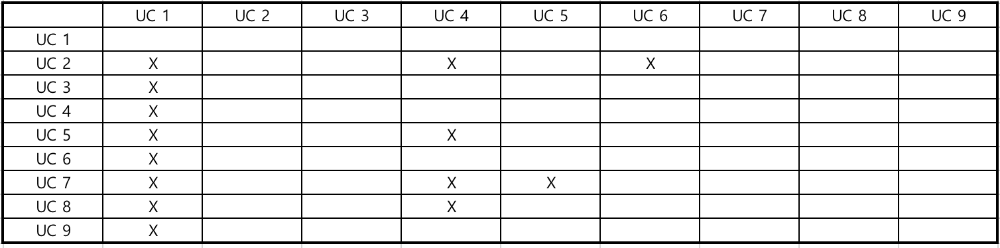 UC 1 UC 2 UC 3 UC 4 UC 5 UC 6 UC 7 UC 8 UC 9
UC 1
UC 2 X X X
UC 3 X
UC 4 X
UC 5 X X
UC 6 X
UC 7 X X X
UC 8 X X
UC 9 X